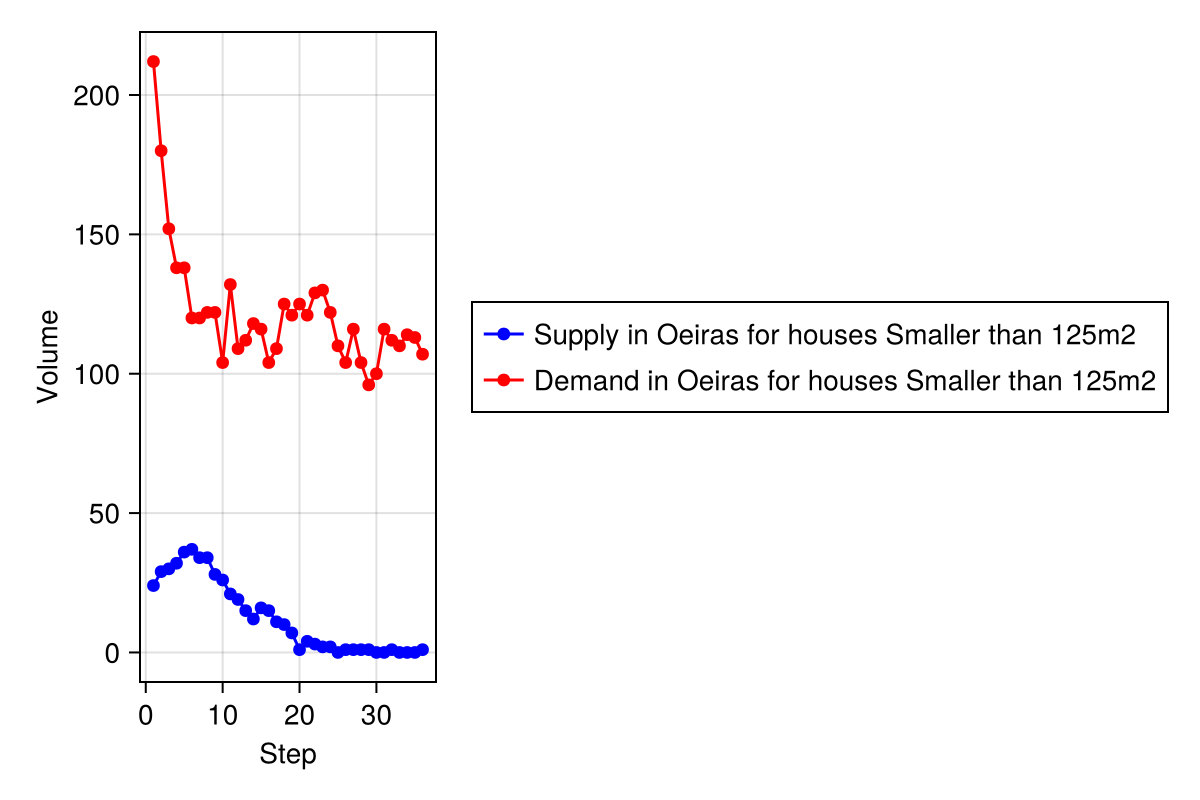 200
150
100
50
0
Volume
0 10 20 30
Step
Supply in Oeiras for houses Smaller than 125m2
Demand in Oeiras for houses Smaller than 125m2